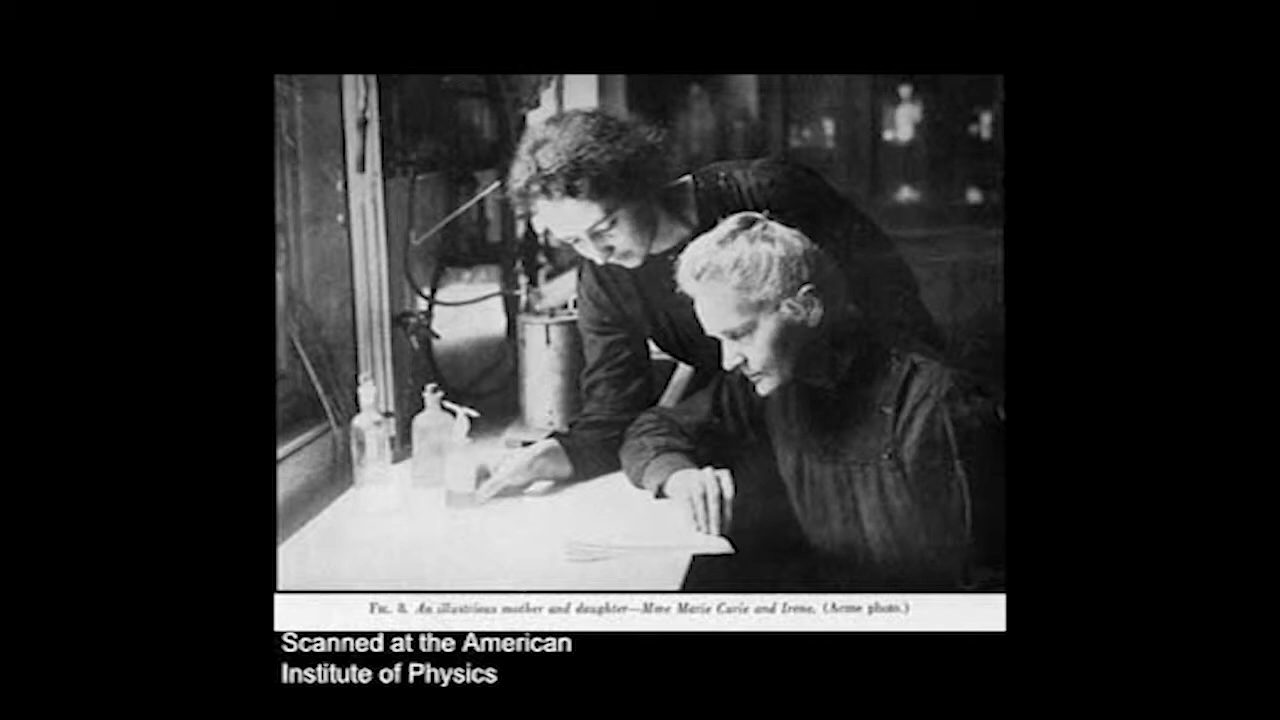 Fig. 8. An illustrious mother and daughter—Mme Marie Curie and Irene. (Acme photo.)
Scanned at the American
Institute of Physics